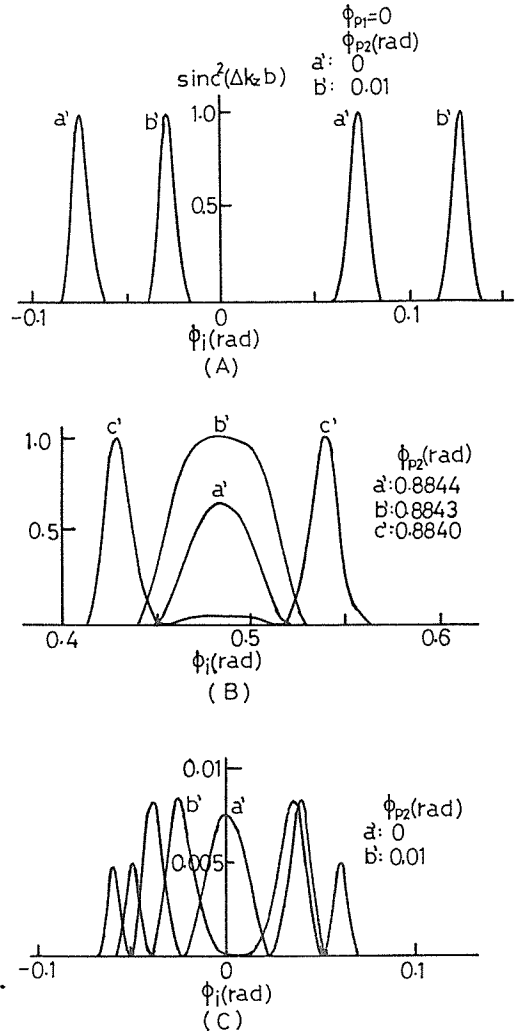 ϕp1=0
ϕp2(rad)
a': 0
b': 0.01
sinc²(Δkzb)
a' b' 1.0 a' b'
0.5
-0.1 0 0.1
ϕi(rad)
(A)
1.0 c' b' c'
a'
0.5
ϕp2(rad)
a':0.8844
b':0.8843
c':0.8840
0.4 0.5 0.6
ϕi(rad)
(B)
0.01
b' a'
0.005
ϕp2(rad)
a': 0
b': 0.01
-0.1 0 0.1
ϕi(rad)
(C)